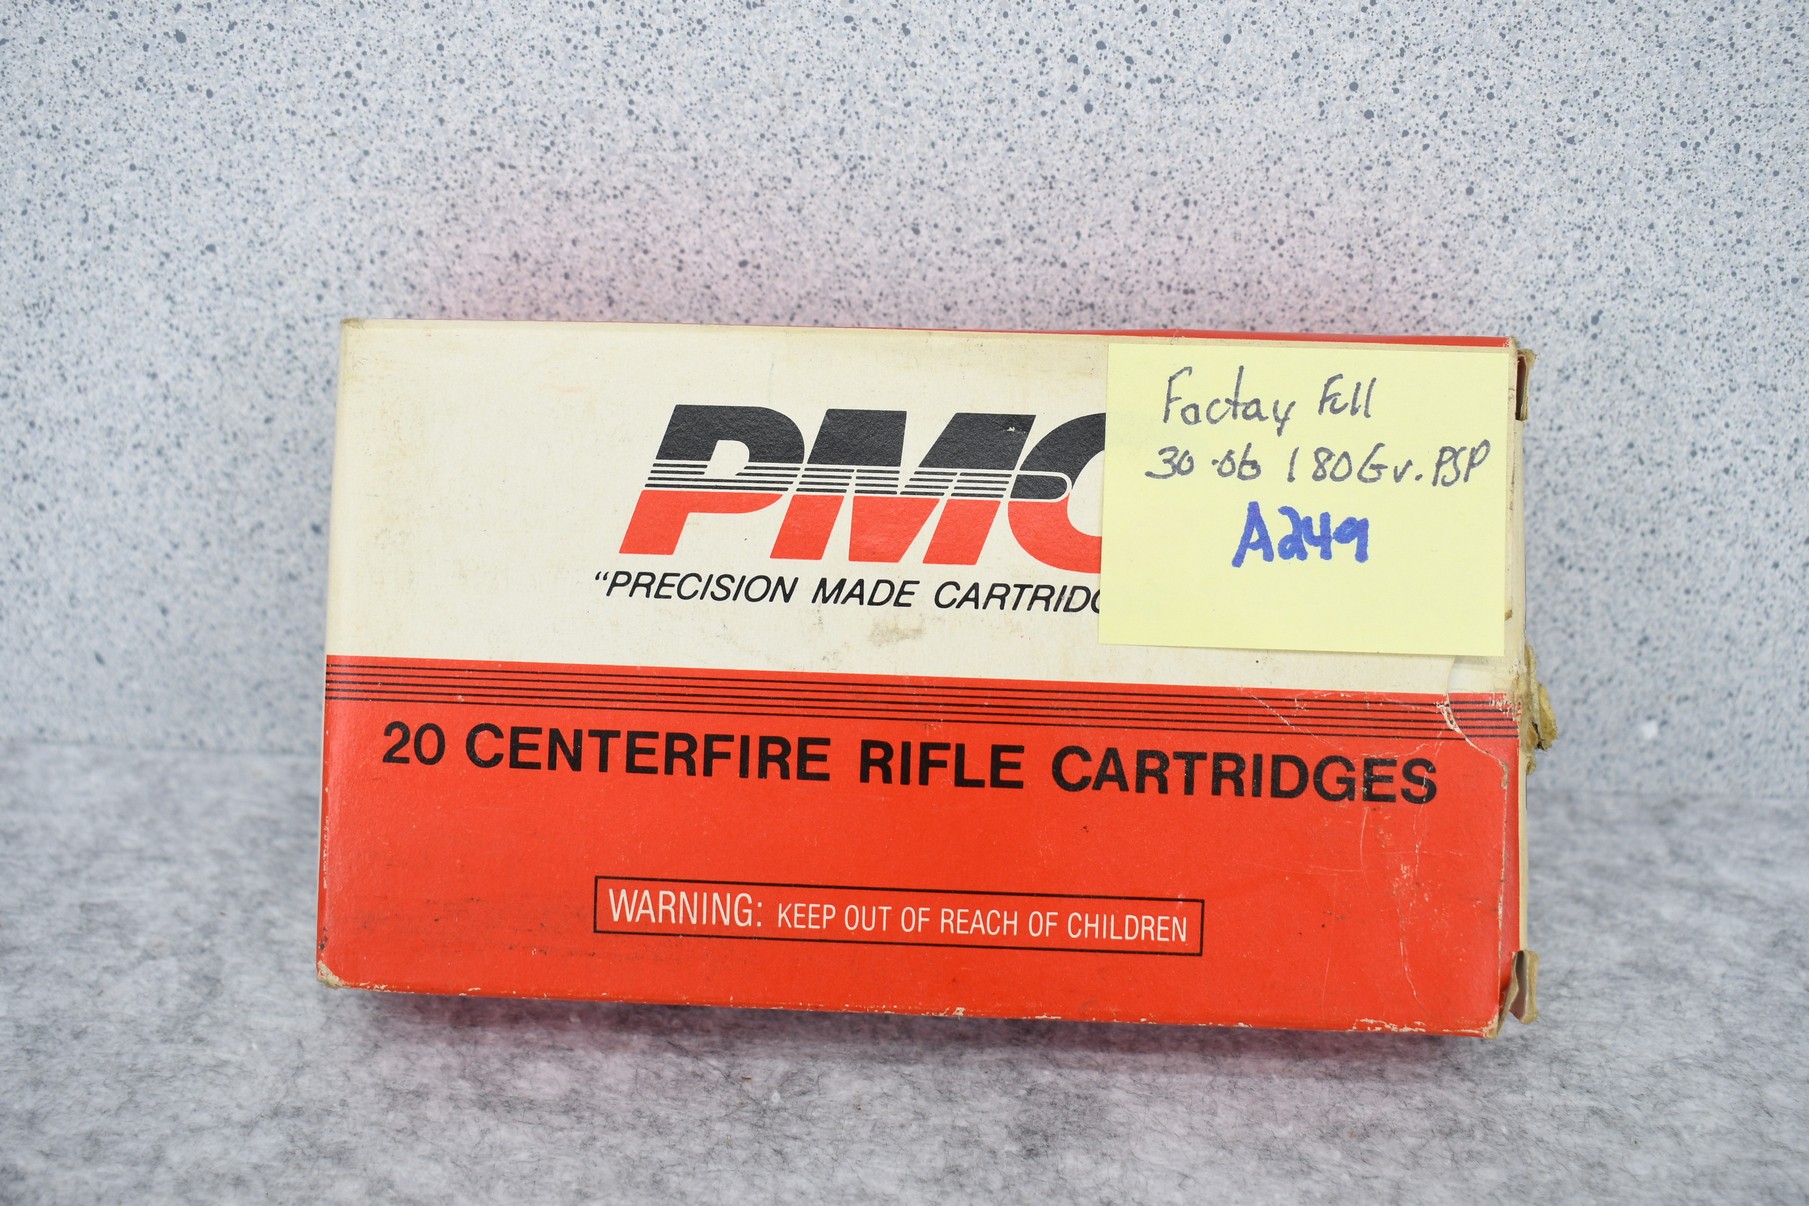 PMC
"PRECISION MADE CARTRIDG
Factory Full
30-06 180Gr. PSP
A249
20 CENTERFIRE RIFLE CARTRIDGES
WARNING: KEEP OUT OF REACH OF CHILDREN